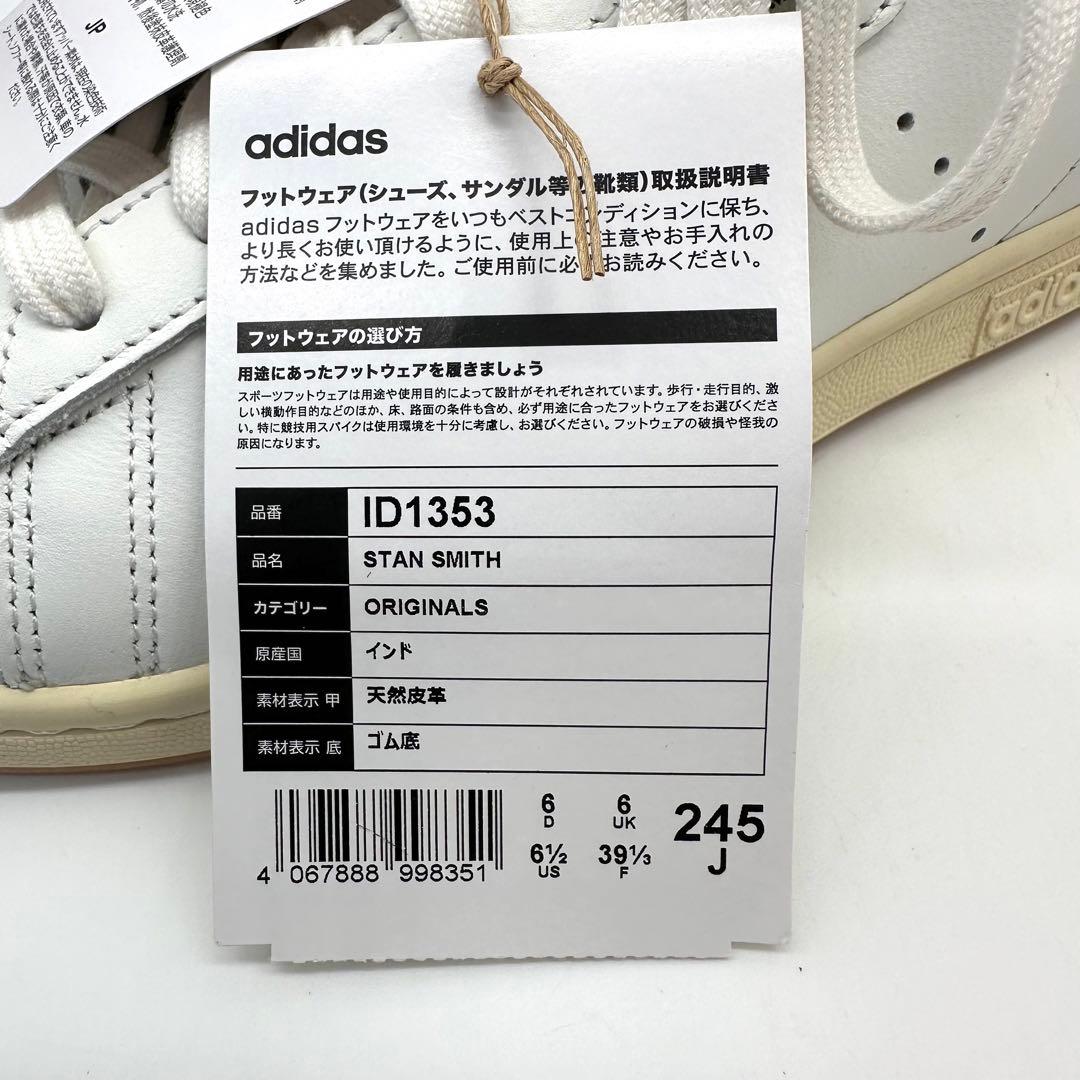 JP
adidas
フットウェア(シューズ、サンダル等の靴類)取扱説明書
adidas フットウェアをいつもベストコンディションに保ち、
より長くお使い頂けるように、使用上 注意やお手入れの
方法などを集めました。ご使用前に必 お読みください。
フットウェアの選び方
用途にあったフットウェアを履きましょう
スポーツフットウェアは用途や使用目的によって設計がそれぞれされています。歩行・走行目的、激
しい横動作目的などのほか、床、路面の条件も含め、必ず用途に合ったフットウェアをお選びくださ
い。特に競技用スパイクは使用環境を十分に考慮し、お選びください。フットウェアの破損や怪我の
原因になります。
品番 ID1353
品名 STAN SMITH
カテゴリー ORIGINALS
原産国 インド
素材表示 甲 天然皮革
素材表示 底 ゴム底
6 D 6 UK 245 J
6½ US 39⅓ F
4 067888 998351
adi